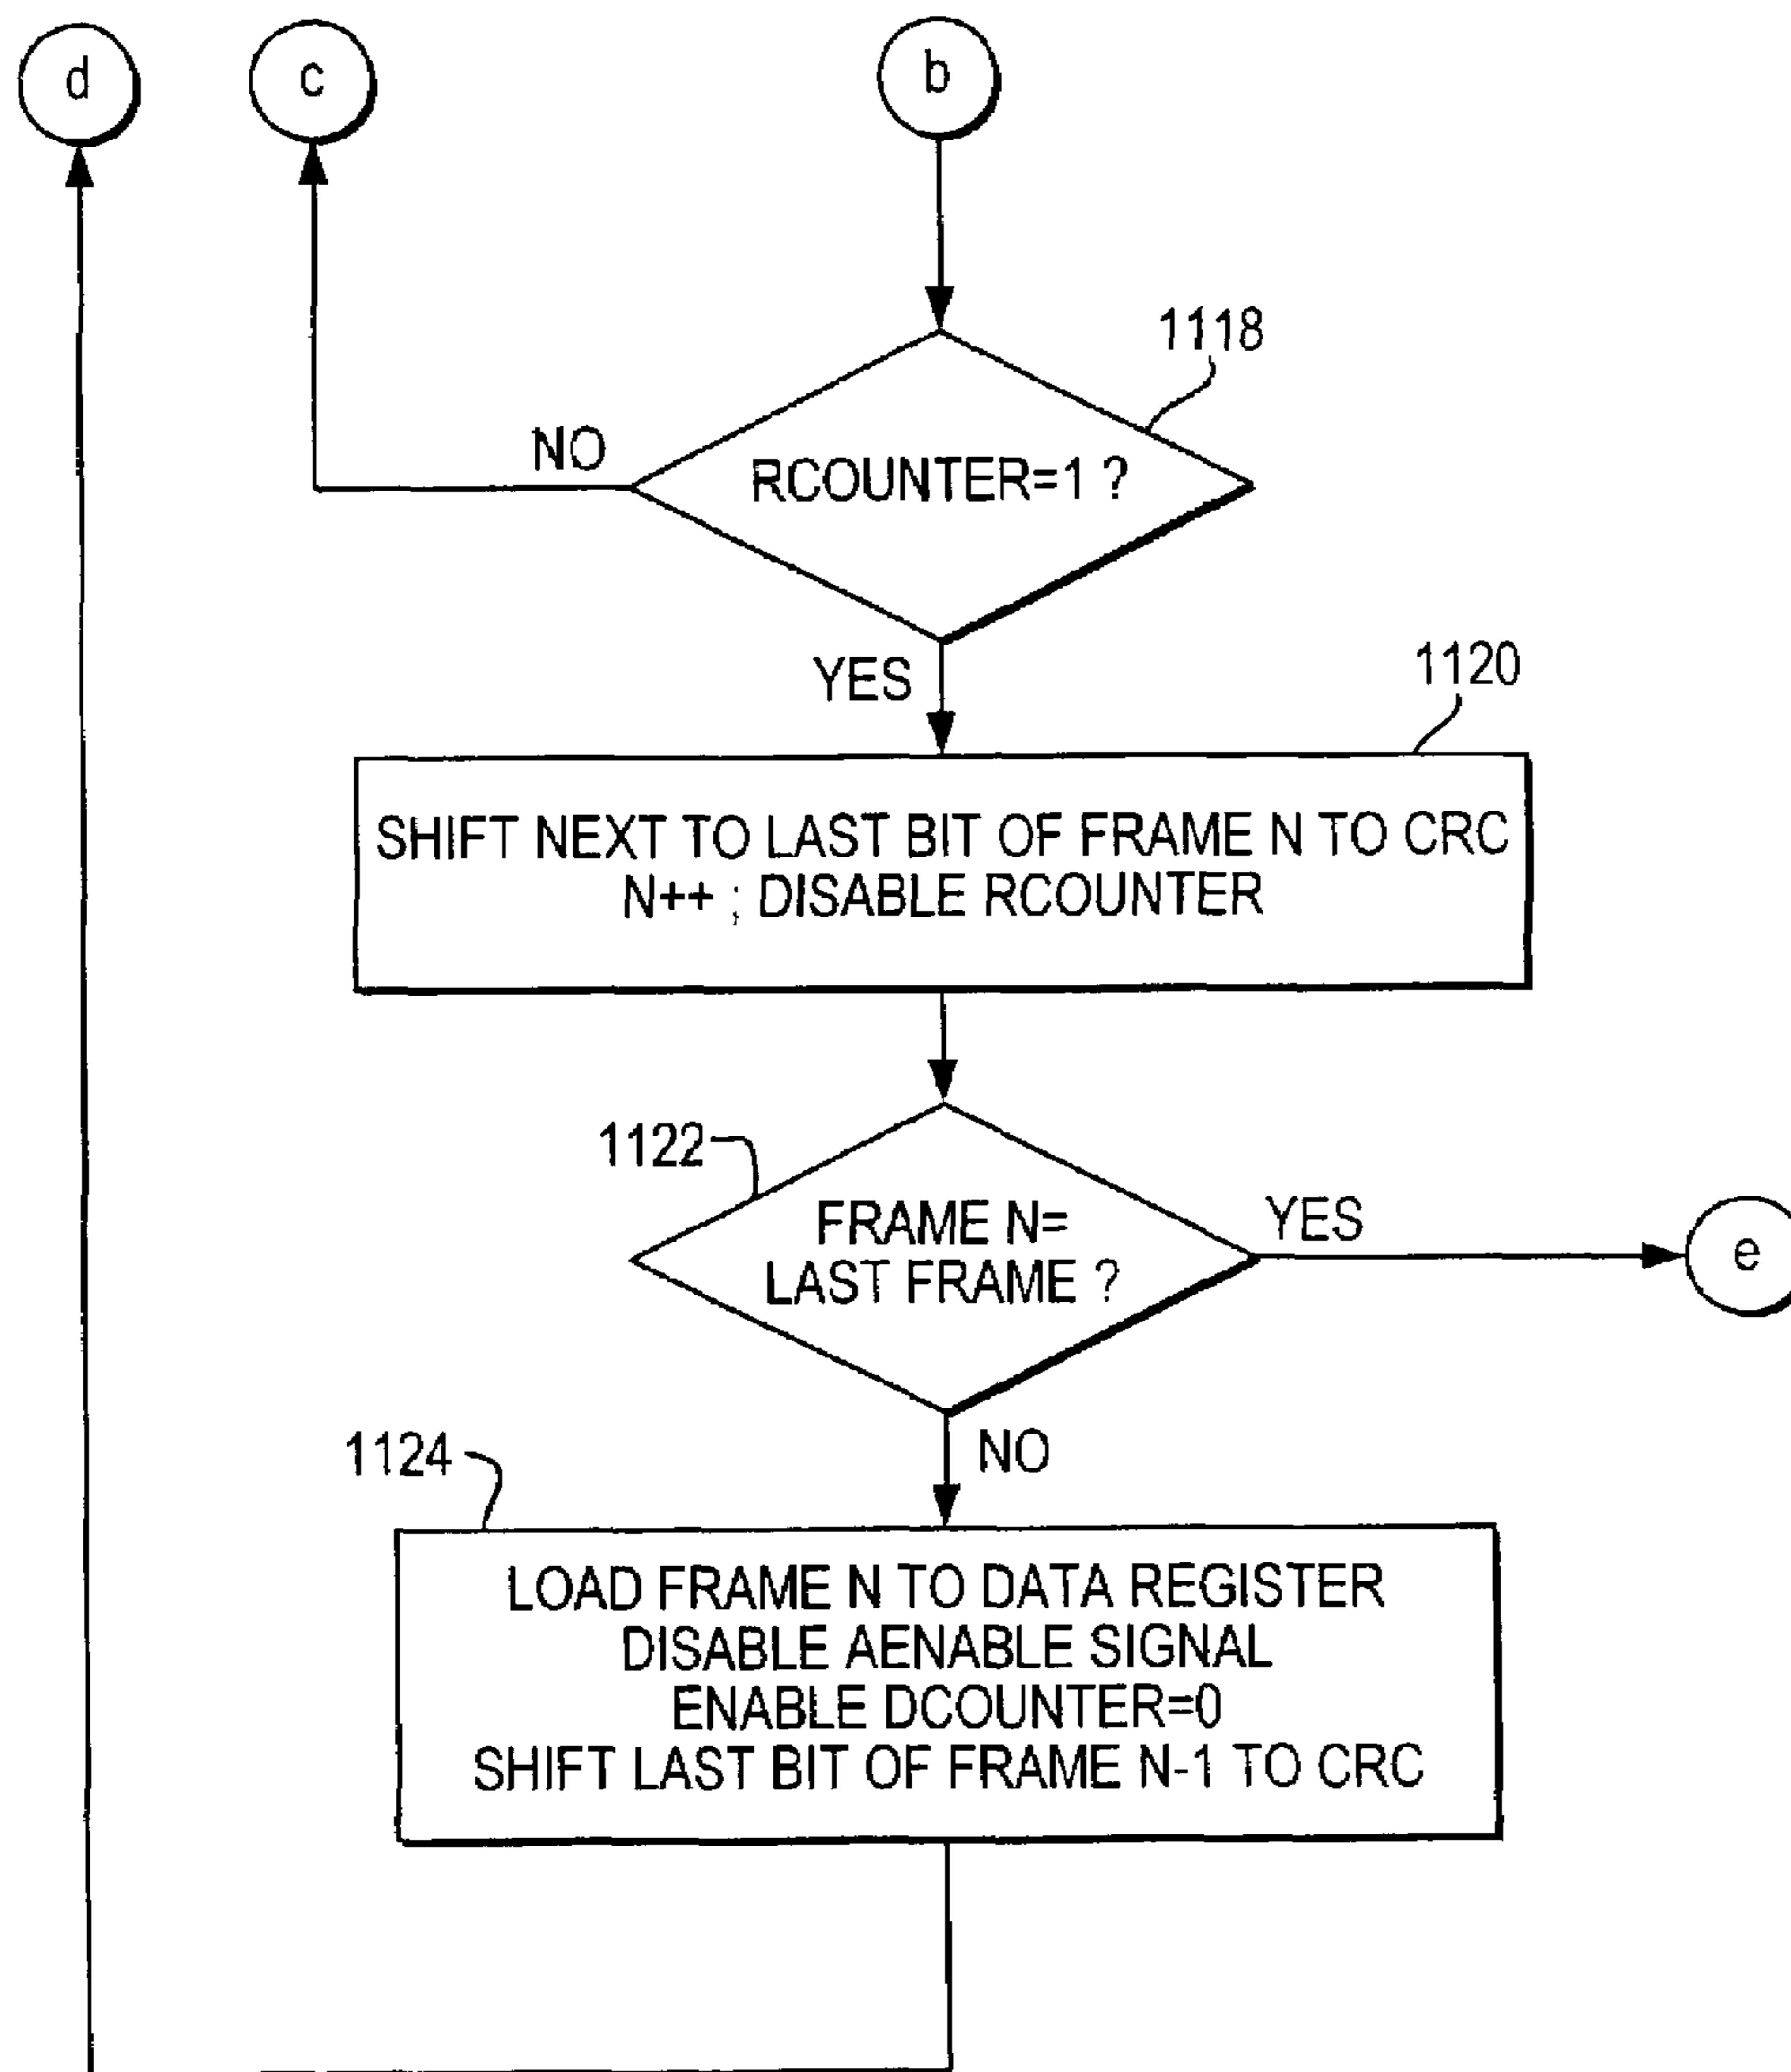 d
c
b
1118
NO
RCOUNTER=1 ?
YES
1120
SHIFT NEXT TO LAST BIT OF FRAME N TO CRC
N++ ; DISABLE RCOUNTER
1122
FRAME N=
LAST FRAME ?
YES
e
NO
1124
LOAD FRAME N TO DATA REGISTER
DISABLE AENABLE SIGNAL
ENABLE DCOUNTER=0
SHIFT LAST BIT OF FRAME N-1 TO CRC